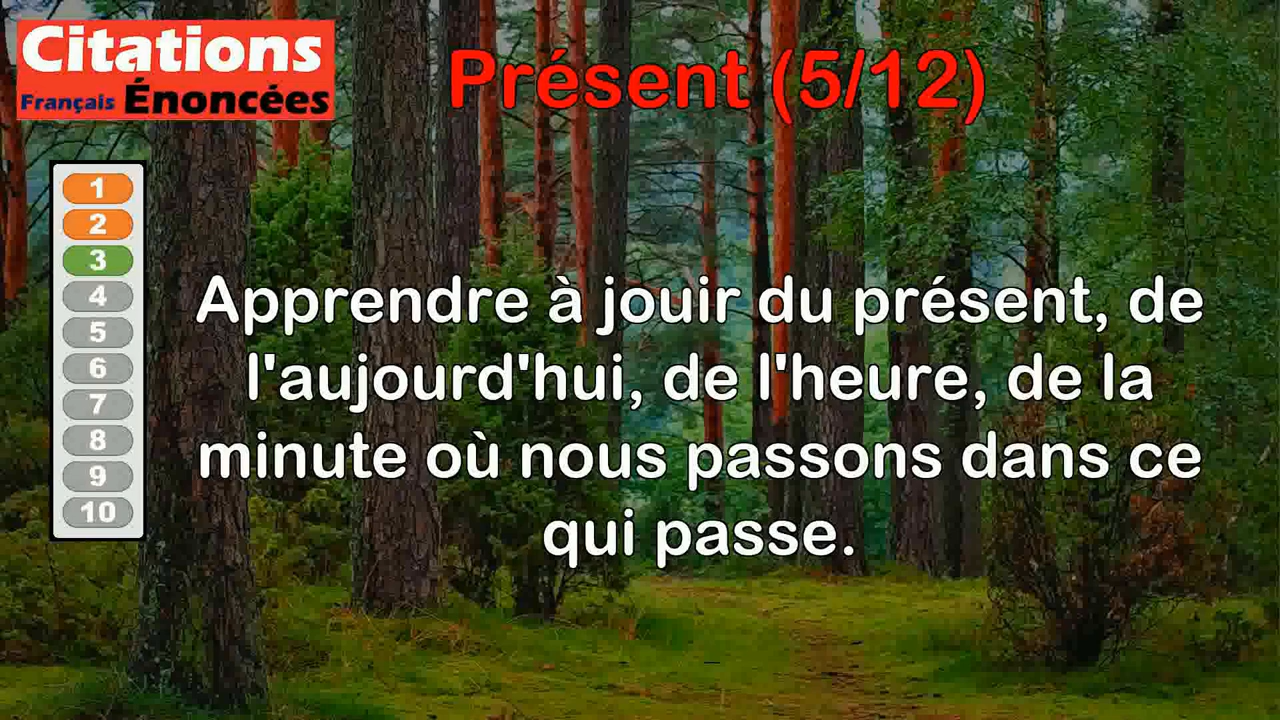 Citations
Français Énoncées
Présent (5/12)
1
2
3
4
5
6
7
8
9
10
Apprendre à jouir du présent, de
l'aujourd'hui, de l'heure, de la
minute où nous passons dans ce
qui passe.